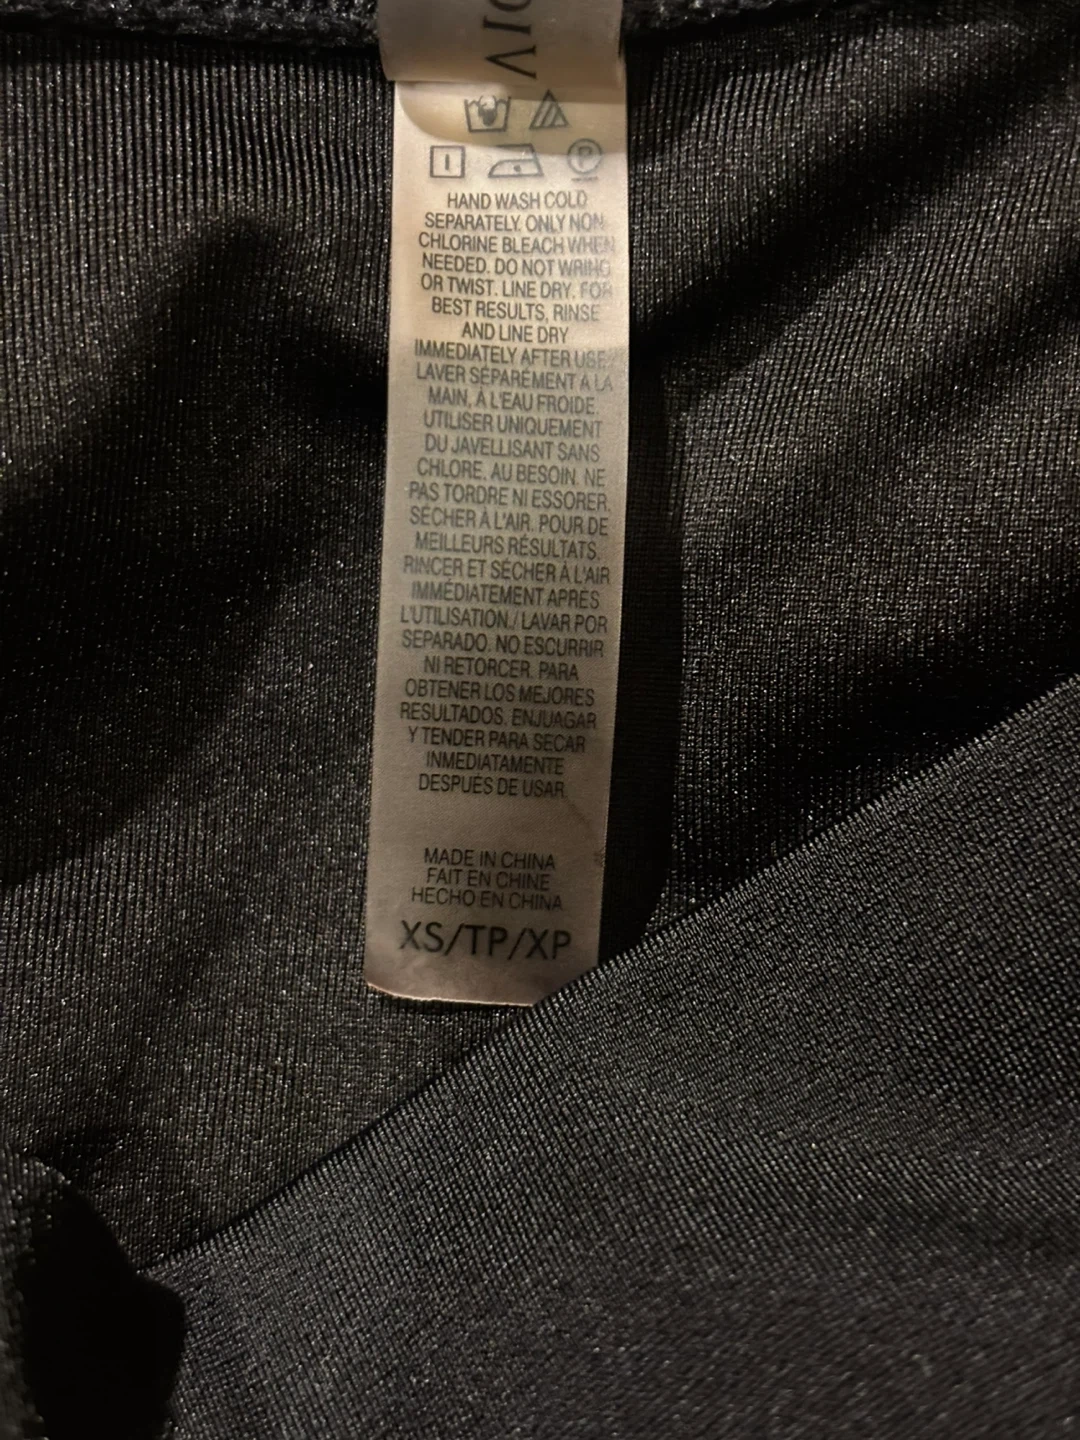 DIV
P
HAND WASH COLD
SEPARATELY. ONLY NON-
CHLORINE BLEACH WHEN
NEEDED. DO NOT WRING
OR TWIST. LINE DRY. FOR
BEST RESULTS, RINSE
AND LINE DRY
IMMEDIATELY AFTER USE.
LAVER SÉPARÉMENT À LA
MAIN, À L'EAU FROIDE.
UTILISER UNIQUEMENT
DU JAVELLISANT SANS
CHLORE, AU BESOIN. NE
PAS TORDRE NI ESSORER.
SÉCHER À L'AIR. POUR DE
MEILLEURS RÉSULTATS,
RINCER ET SÉCHER À L'AIR
IMMÉDIATEMENT APRÈS
L'UTILISATION./ LAVAR POR
SEPARADO. NO ESCURRIR
NI RETORCER. PARA
OBTENER LOS MEJORES
RESULTADOS, ENJUAGAR
Y TENDER PARA SECAR
INMEDIATAMENTE
DESPUÉS DE USAR.
MADE IN CHINA
FAIT EN CHINE
HECHO EN CHINA
XS/TP/XP